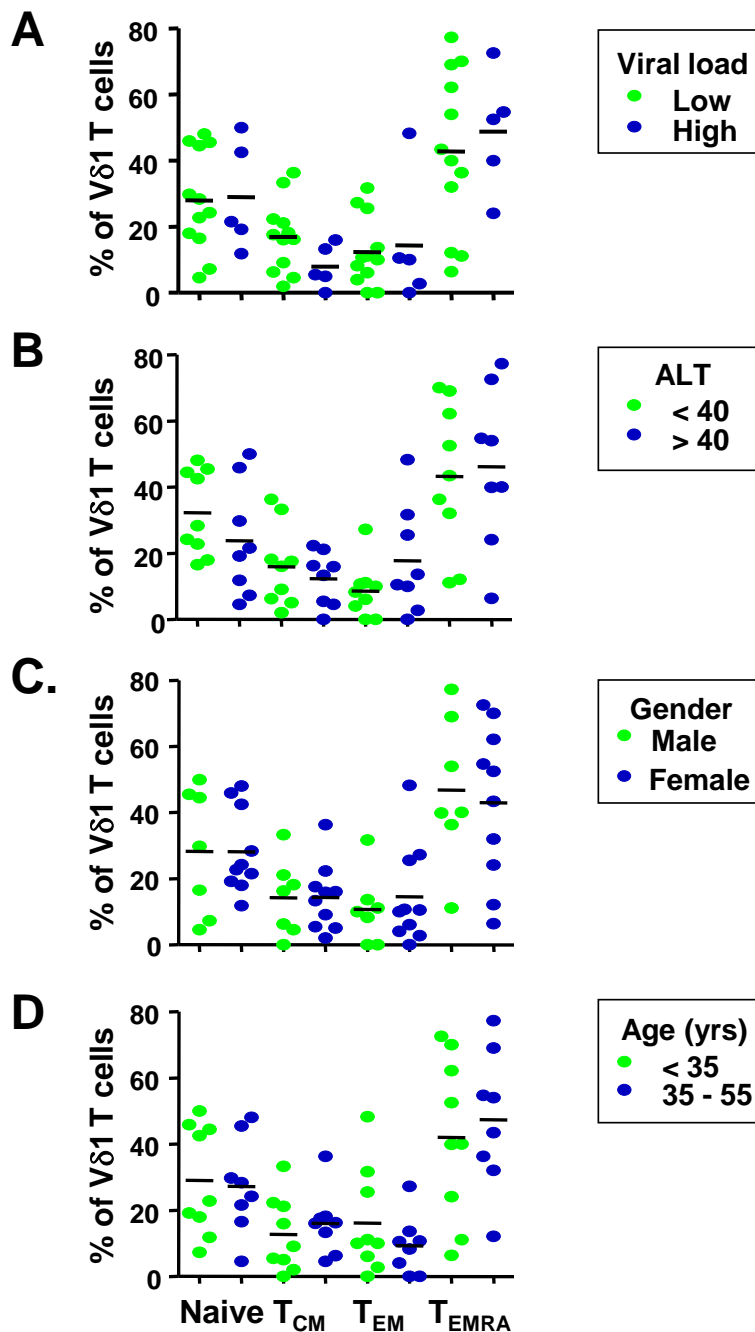 A
% of Vδ1 T cells
80
60
40
20
0
Viral load
Low
High
B
% of Vδ1 T cells
80
60
40
20
0
ALT
< 40
> 40
C.
% of Vδ1 T cells
80
60
40
20
0
Gender
Male
Female
D
% of Vδ1 T cells
80
60
40
20
0
Age (yrs)
< 35
35 - 55
Naive TCM TEM TEMRA